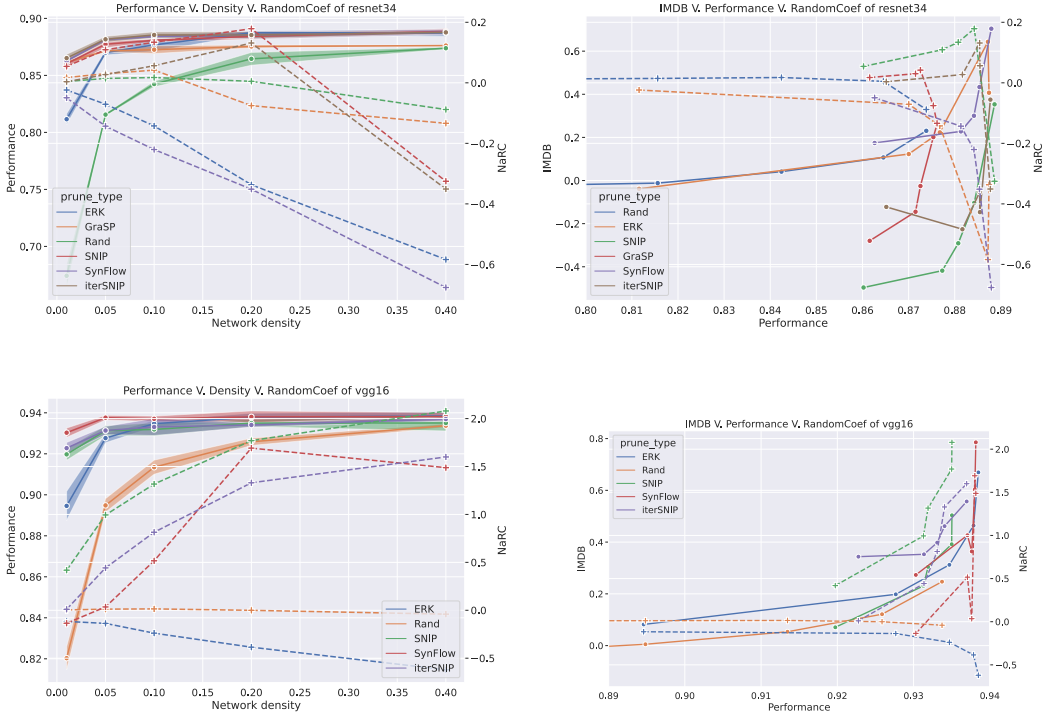 Performance V. Density V. RandomCoef of resnet34
0.90
0.85
0.80
0.75
0.70
Performance
0.2
0.0
−0.2
−0.4
−0.6
NaRC
prune_type
ERK
GraSP
Rand
SNIP
SynFlow
iterSNIP
0.00 0.05 0.10 0.15 0.20 0.25 0.30 0.35 0.40
Network density
IMDB V. Performance V. RandomCoef of resnet34
0.6
0.4
0.2
0.0
−0.2
−0.4
IMDB
0.2
0.1
0.0
−0.2
−0.4
−0.6
NaRC
prune_type
Rand
ERK
SNIP
GraSP
SynFlow
iterSNIP
0.80 0.81 0.82 0.83 0.84 0.85 0.86 0.87 0.88 0.89
Performance
Performance V. Density V. RandomCoef of vgg16
0.94
0.92
0.90
0.88
0.86
0.84
0.82
Performance
2.0
1.5
1.0
0.5
0.0
−0.5
NaRC
ERK
Rand
SNIP
SynFlow
iterSNIP
0.00 0.05 0.10 0.15 0.20 0.25 0.30 0.35 0.40
Network density
IMDB V. Performance V. RandomCoef of vgg16
0.8
0.6
0.4
0.2
0.0
IMDB
2.0
1.5
1.0
0.5
0.0
−0.5
NaRC
prune_type
ERK
Rand
SNIP
SynFlow
iterSNIP
0.89 0.90 0.91 0.92 0.93 0.94
Performance